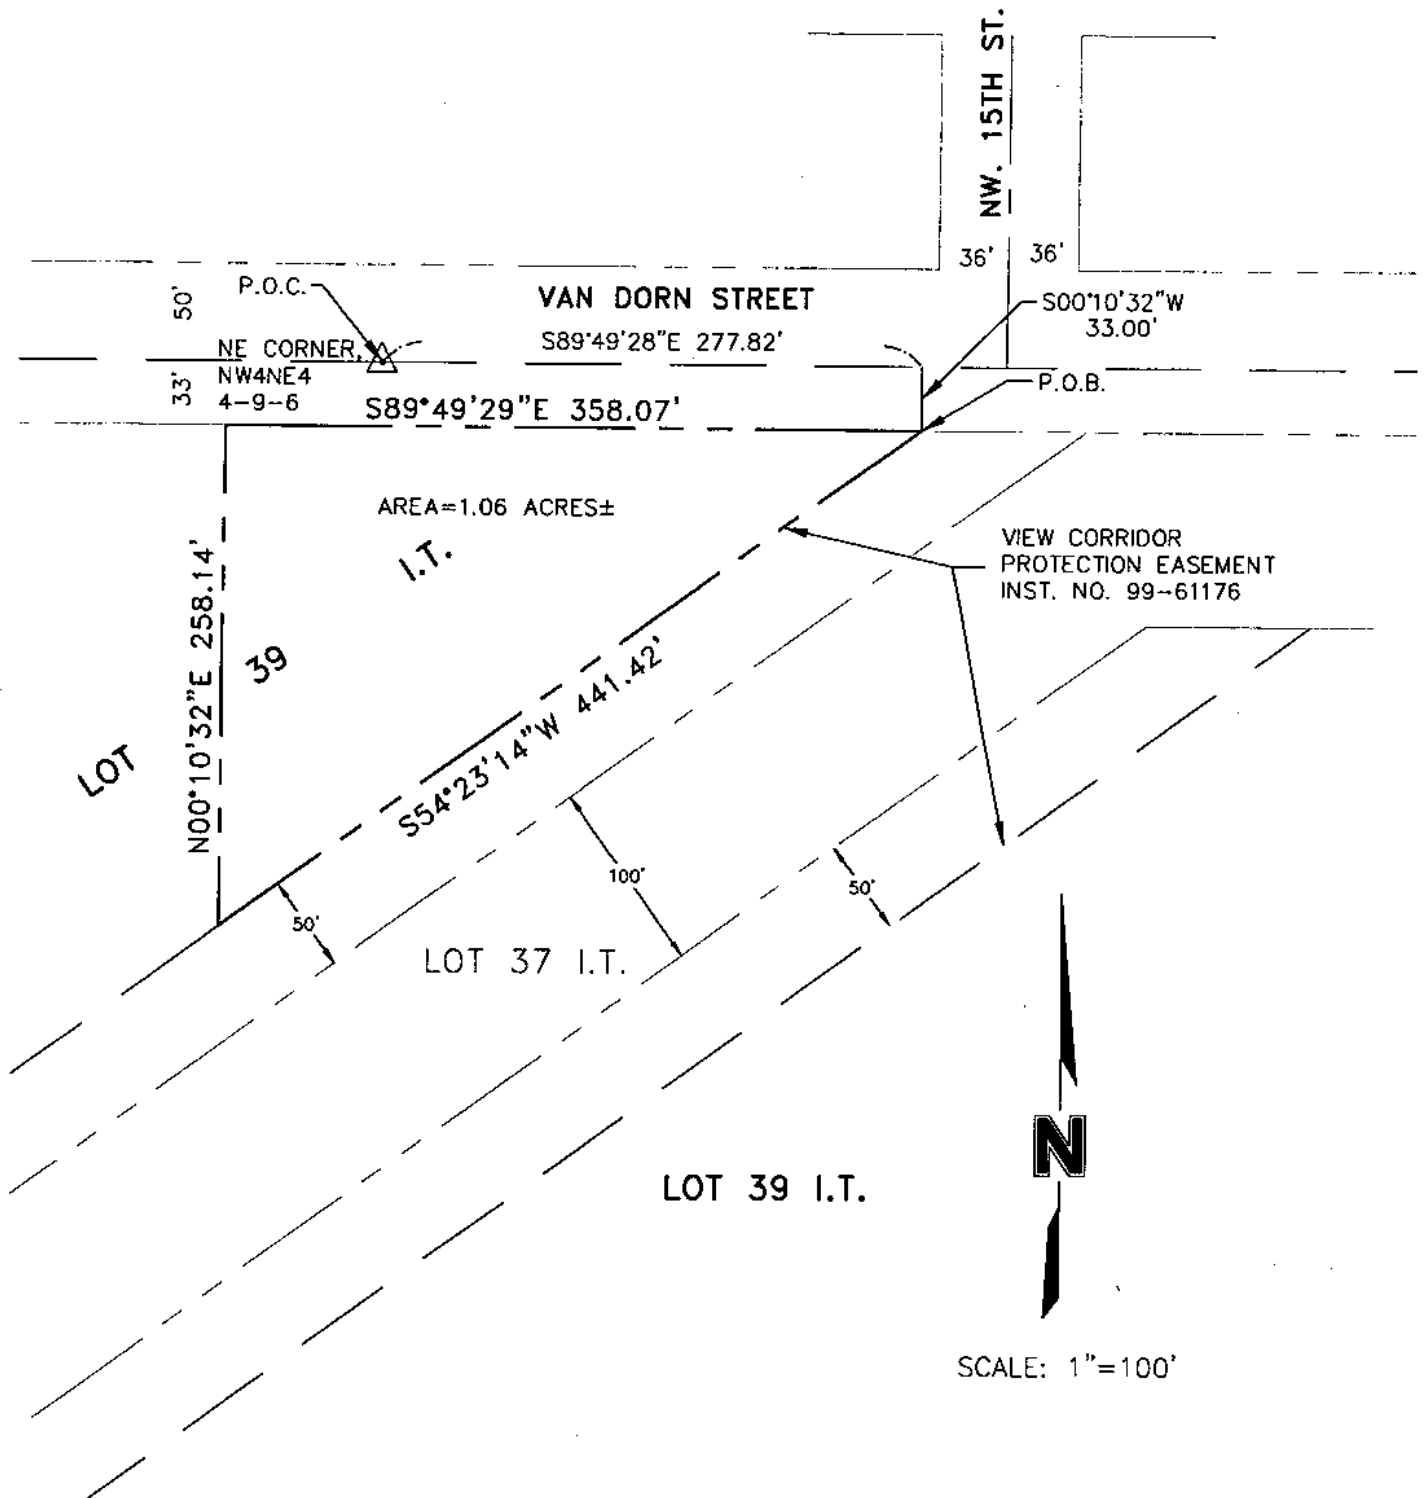 NW. 15TH ST.
36' 36'
50'
P.O.C.
VAN DORN STREET
S00°10'32"W
33.00'
S89°49'28"E 277.82'
NE CORNER,
NW4NE4
4-9-6
33'
P.O.B.
S89°49'29"E 358.07'
AREA=1.06 ACRES±
VIEW CORRIDOR
PROTECTION EASEMENT
INST. NO. 99-61176
LOT 39 I.T.
N00°10'32"E 258.14'
S54°23'14"W 441.42'
100'
50'
50'
LOT 37 I.T.
N
LOT 39 I.T.
SCALE: 1"=100'